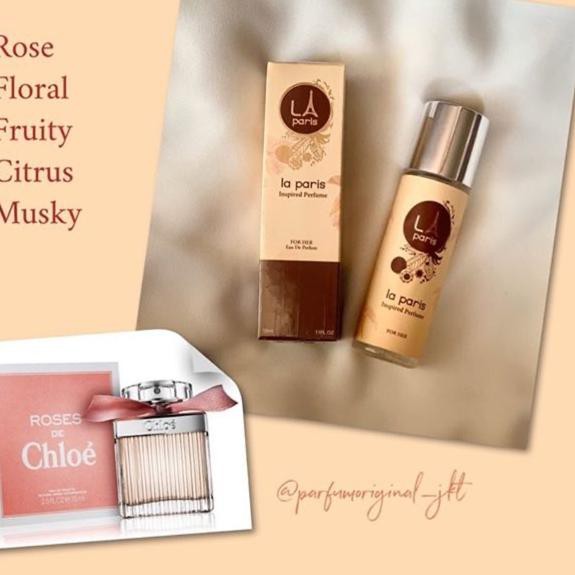 Rose
Floral
Fruity
Citrus
Musky
LA
paris
la paris
Inspired Perfume
FOR HER
Eau De Parfum
LA
paris
la paris
Inspired Perfume
FOR HER
ROSES
DE
Chloé
Chloé
@parfumoriginal_jkt